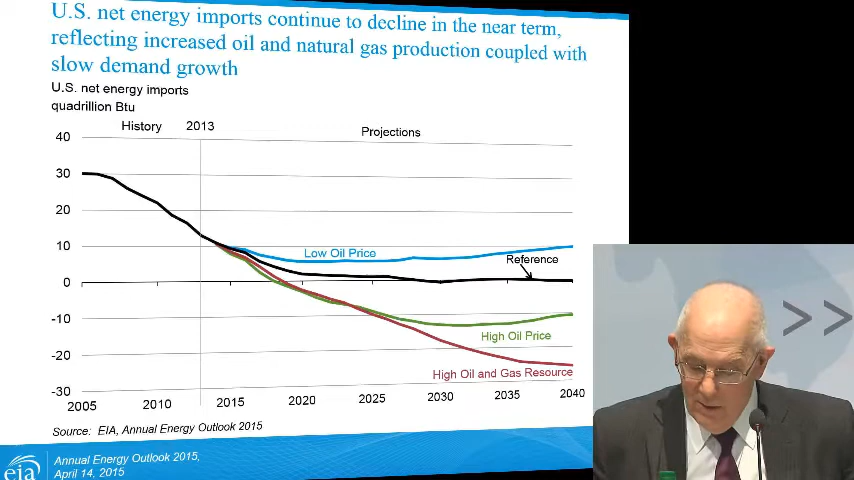 U.S. net energy imports continue to decline in the near term,
reflecting increased oil and natural gas production coupled with
slow demand growth
U.S. net energy imports
quadrillion Btu
History 2013 Projections
40
30
20
10
0
-10
-20
-30
Low Oil Price
Reference
High Oil Price
High Oil and Gas Resource
2005 2010 2015 2020 2025 2030 2035 2040
Source: EIA, Annual Energy Outlook 2015
eia
Annual Energy Outlook 2015,
April 14, 2015
>>